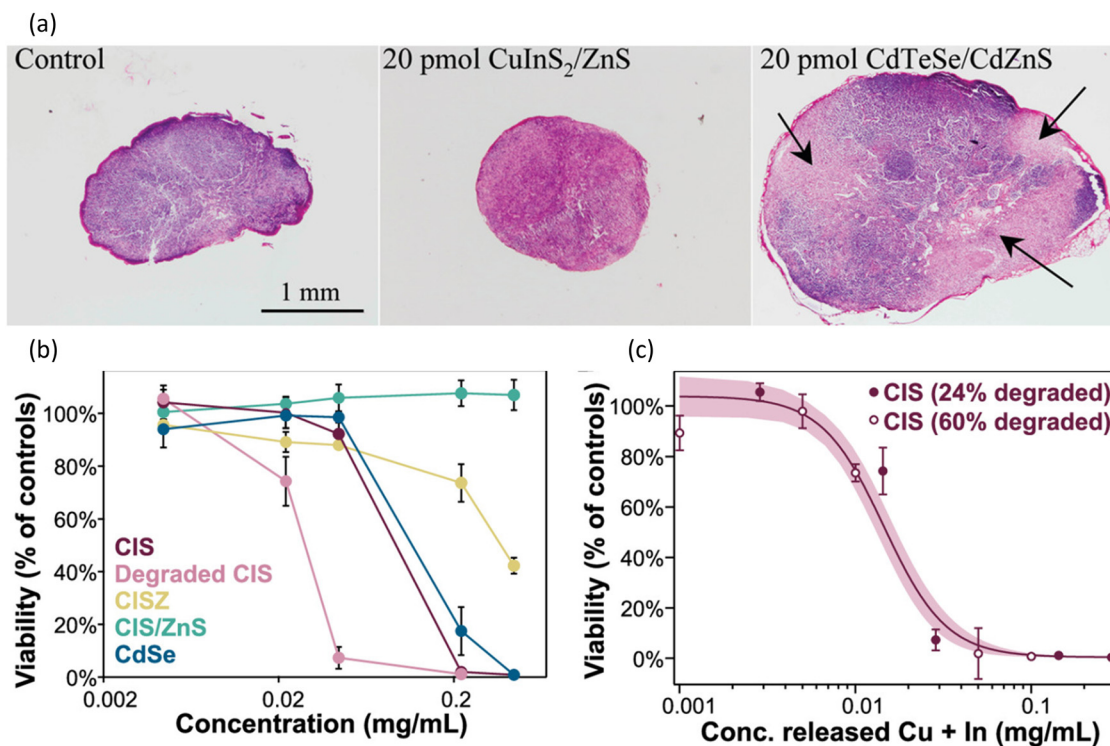 (a)
Control
20 pmol CuInS₂/ZnS
20 pmol CdTeSe/CdZnS
1 mm
(b)
Viability (% of controls)
100%
80%
60%
40%
20%
0%
CIS
Degraded CIS
CISZ
CIS/ZnS
CdSe
0.002
0.02
0.2
Concentration (mg/mL)
(c)
Viability (% of controls)
100%
80%
60%
40%
20%
0%
CIS (24% degraded)
CIS (60% degraded)
0.001
0.01
0.1
Conc. released Cu + In (mg/mL)